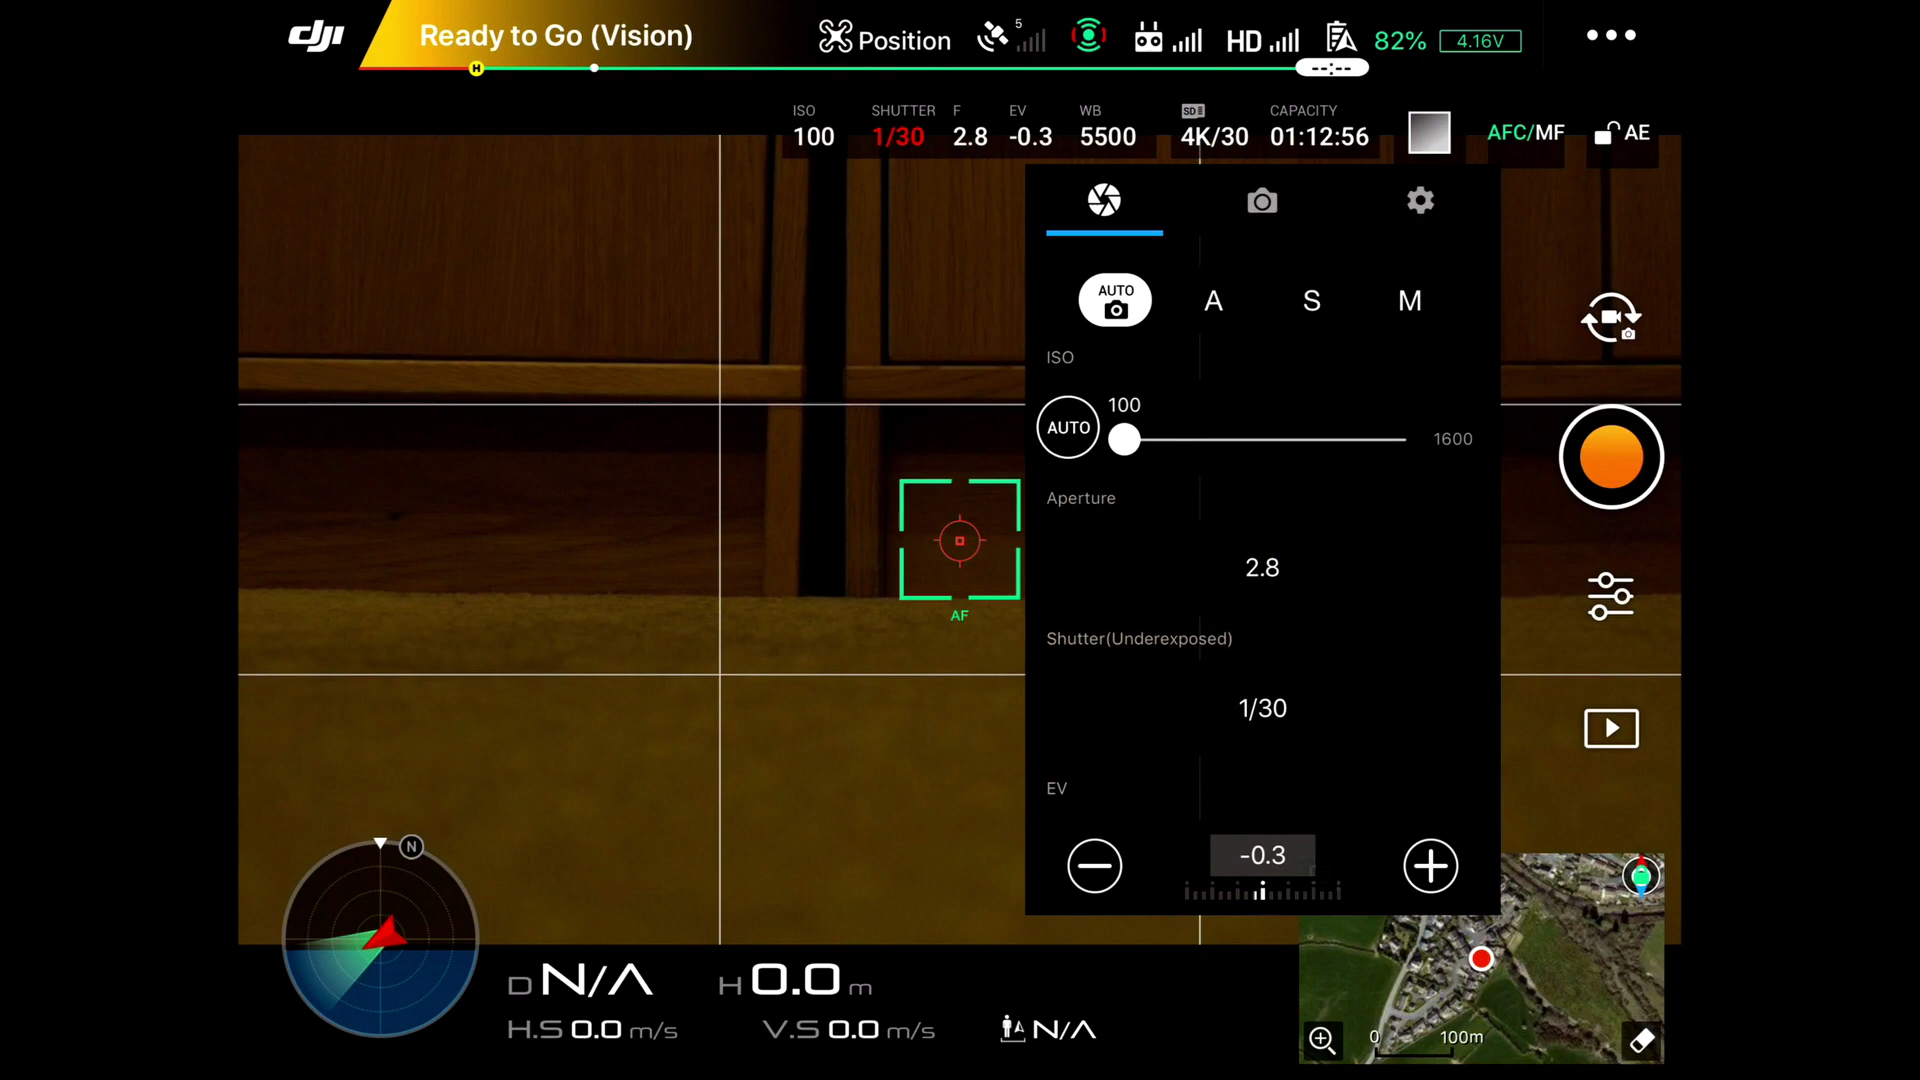 dji Ready to Go (Vision) Position 5 HD 82% 4.16V
H --:--
ISO SHUTTER F EV WB SD CAPACITY
100 1/30 2.8 -0.3 5500 4K/30 01:12:56 AFC/MF AE
AUTO A S M
ISO
100
AUTO 1600
Aperture
2.8
AF
Shutter(Underexposed)
1/30
EV
-0.3
N
D N/A H 0.0 m
H.S 0.0 m/s V.S 0.0 m/s N/A
0 100m